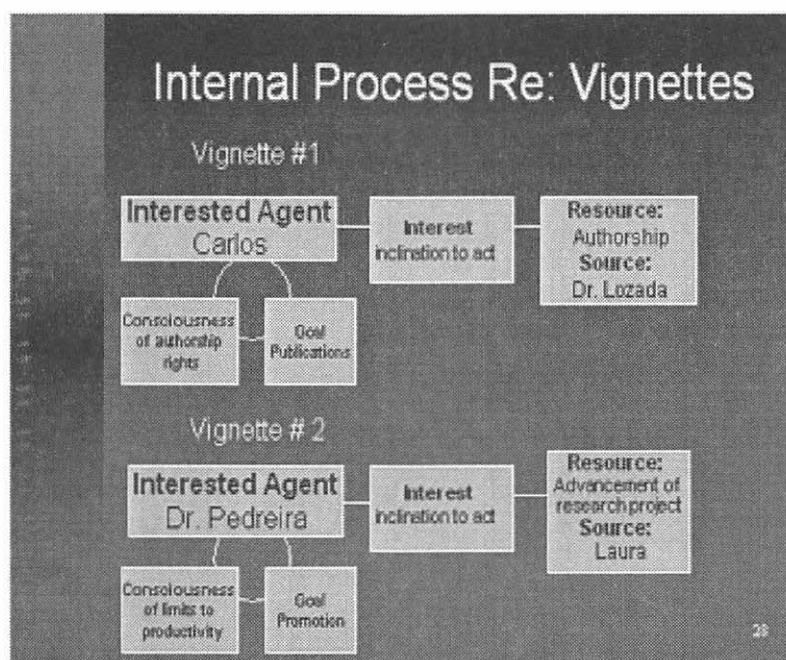 Internal Process Re: Vignettes
Vignette #1
Interested Agent
Carlos
Interest
inclination to act
Resource:
Authorship
Source:
Dr. Lozada
Consciousness
of authorship
rights
Goal
Publications
Vignette # 2
Interested Agent
Dr. Pedreira
Interest
inclination to act
Resource:
Advancement of
research project
Source:
Laura
Consciousness
of limits to
productivity
Goal
Promotion